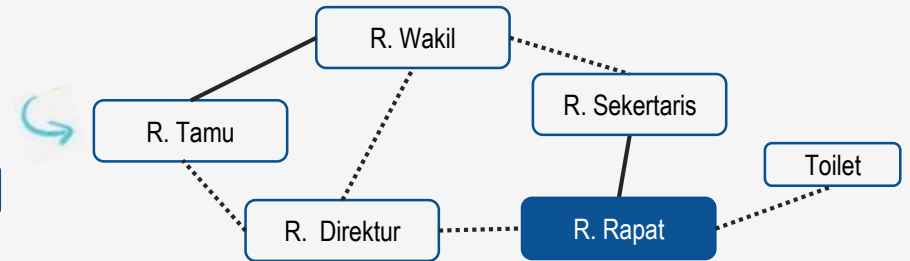 R. Wakil
R. Sekertaris
R. Tamu
Toilet
R. Direktur
R. Rapat